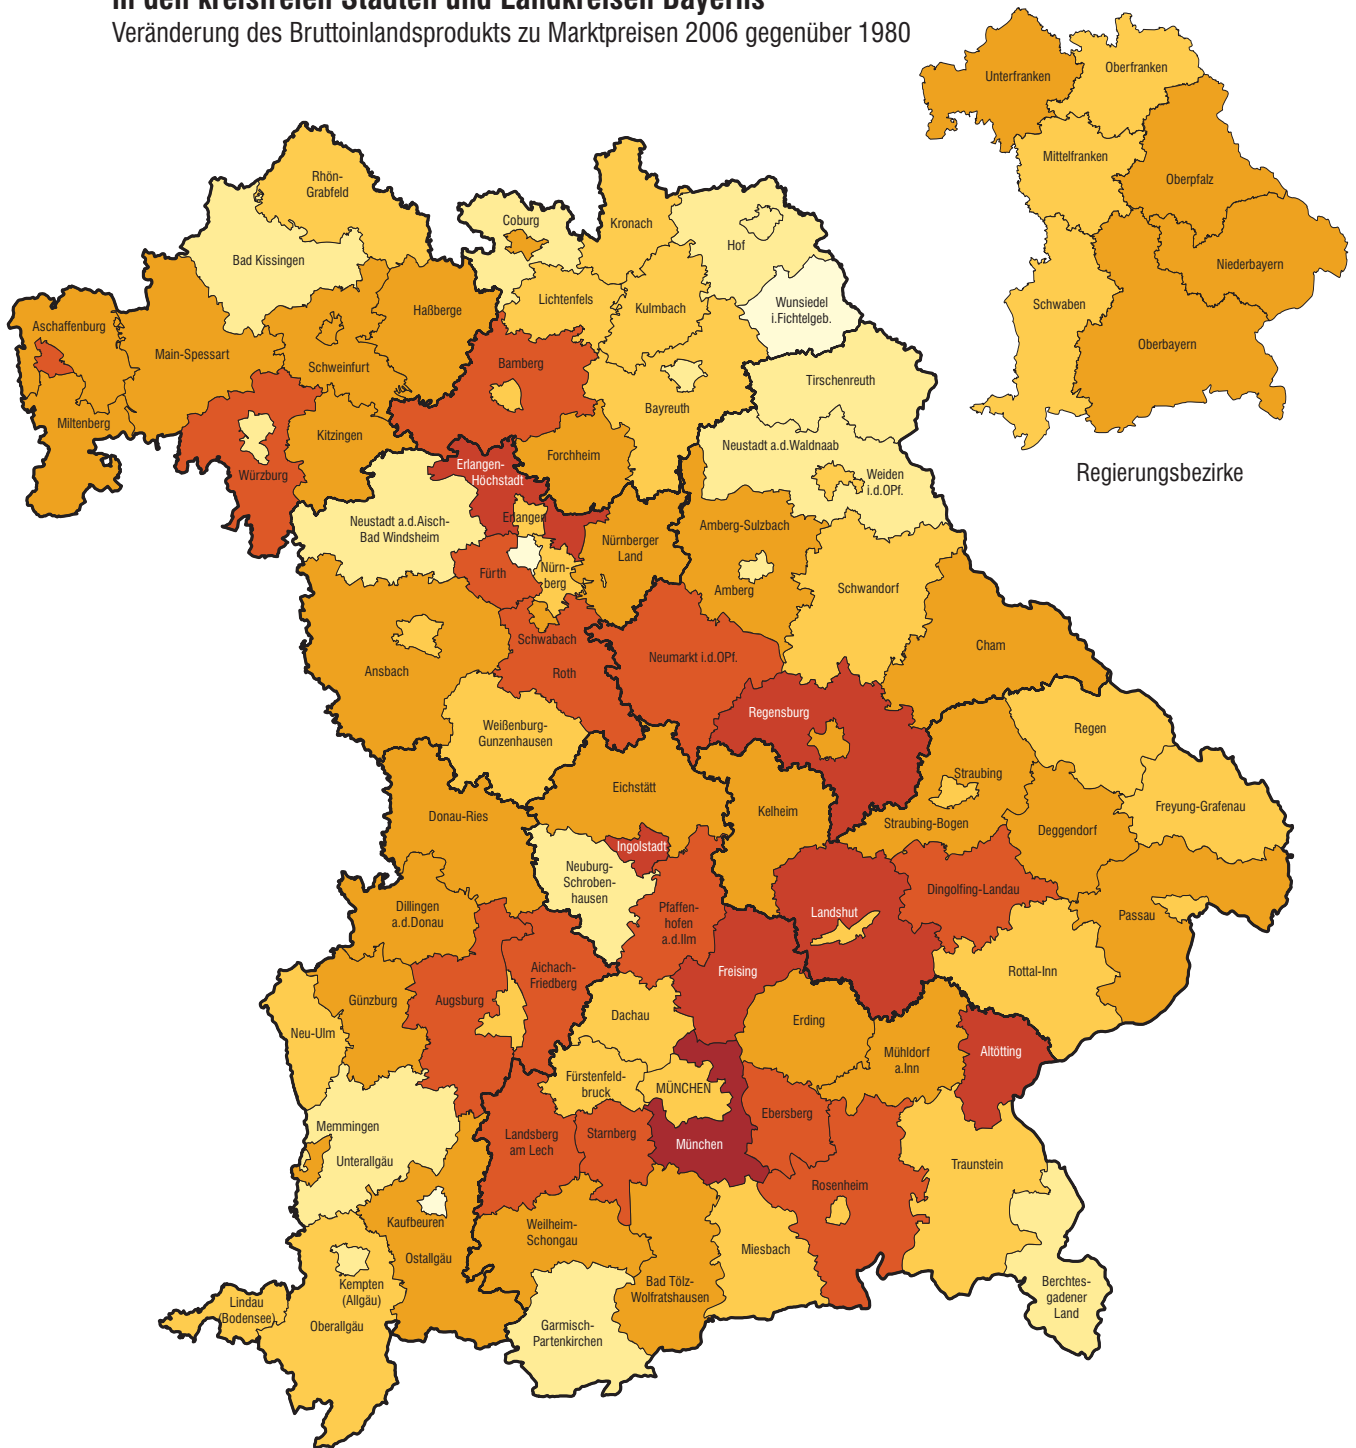 in den kreisfreien Städten und Landkreisen Bayerns
Veränderung des Bruttoinlandsprodukts zu Marktpreisen 2006 gegenüber 1980
Unterfranken
Oberfranken
Mittelfranken
Oberpfalz
Niederbayern
Schwaben
Oberbayern
Regierungsbezirke
Rhön-
Grabfeld
Coburg
Kronach
Hof
Bad Kissingen
Lichtenfels
Kulmbach
Wunsiedel
i.Fichtelgeb.
Haßberge
Aschaffenburg
Main-Spessart
Schweinfurt
Bamberg
Bayreuth
Tirschenreuth
Miltenberg
Kitzingen
Würzburg
Forchheim
Neustadt a.d.Waldnaab
Weiden
i.d.OPf.
Erlangen-
Höchstadt
Erlangen
Neustadt a.d.Aisch-
Bad Windsheim
Nürnberger
Land
Amberg-Sulzbach
Amberg
Fürth
Nürn-
berg
Schwandorf
Schwabach
Roth
Neumarkt i.d.OPf.
Cham
Ansbach
Weißenburg-
Gunzenhausen
Regensburg
Regen
Straubing
Freyung-Grafenau
Eichstätt
Kelheim
Straubing-Bogen
Deggendorf
Donau-Ries
Ingolstadt
Neuburg-
Schroben-
hausen
Dingolfing-Landau
Dillingen
a.d.Donau
Pfaffen-
hofen
a.d.Ilm
Landshut
Passau
Aichach-
Friedberg
Freising
Rottal-Inn
Günzburg
Augsburg
Neu-Ulm
Dachau
Erding
Mühldorf
a.Inn
Altötting
Fürstenfeld-
bruck
MÜNCHEN
Ebersberg
Memmingen
Unterallgäu
Landsberg
am Lech
Starnberg
München
Traunstein
Rosenheim
Kaufbeuren
Ostallgäu
Weilheim-
Schongau
Miesbach
Kempten
(Allgäu)
Bad Tölz-
Wolfratshausen
Berchtes-
gadener
Land
Lindau
(Bodensee)
Oberallgäu
Garmisch-
Partenkirchen